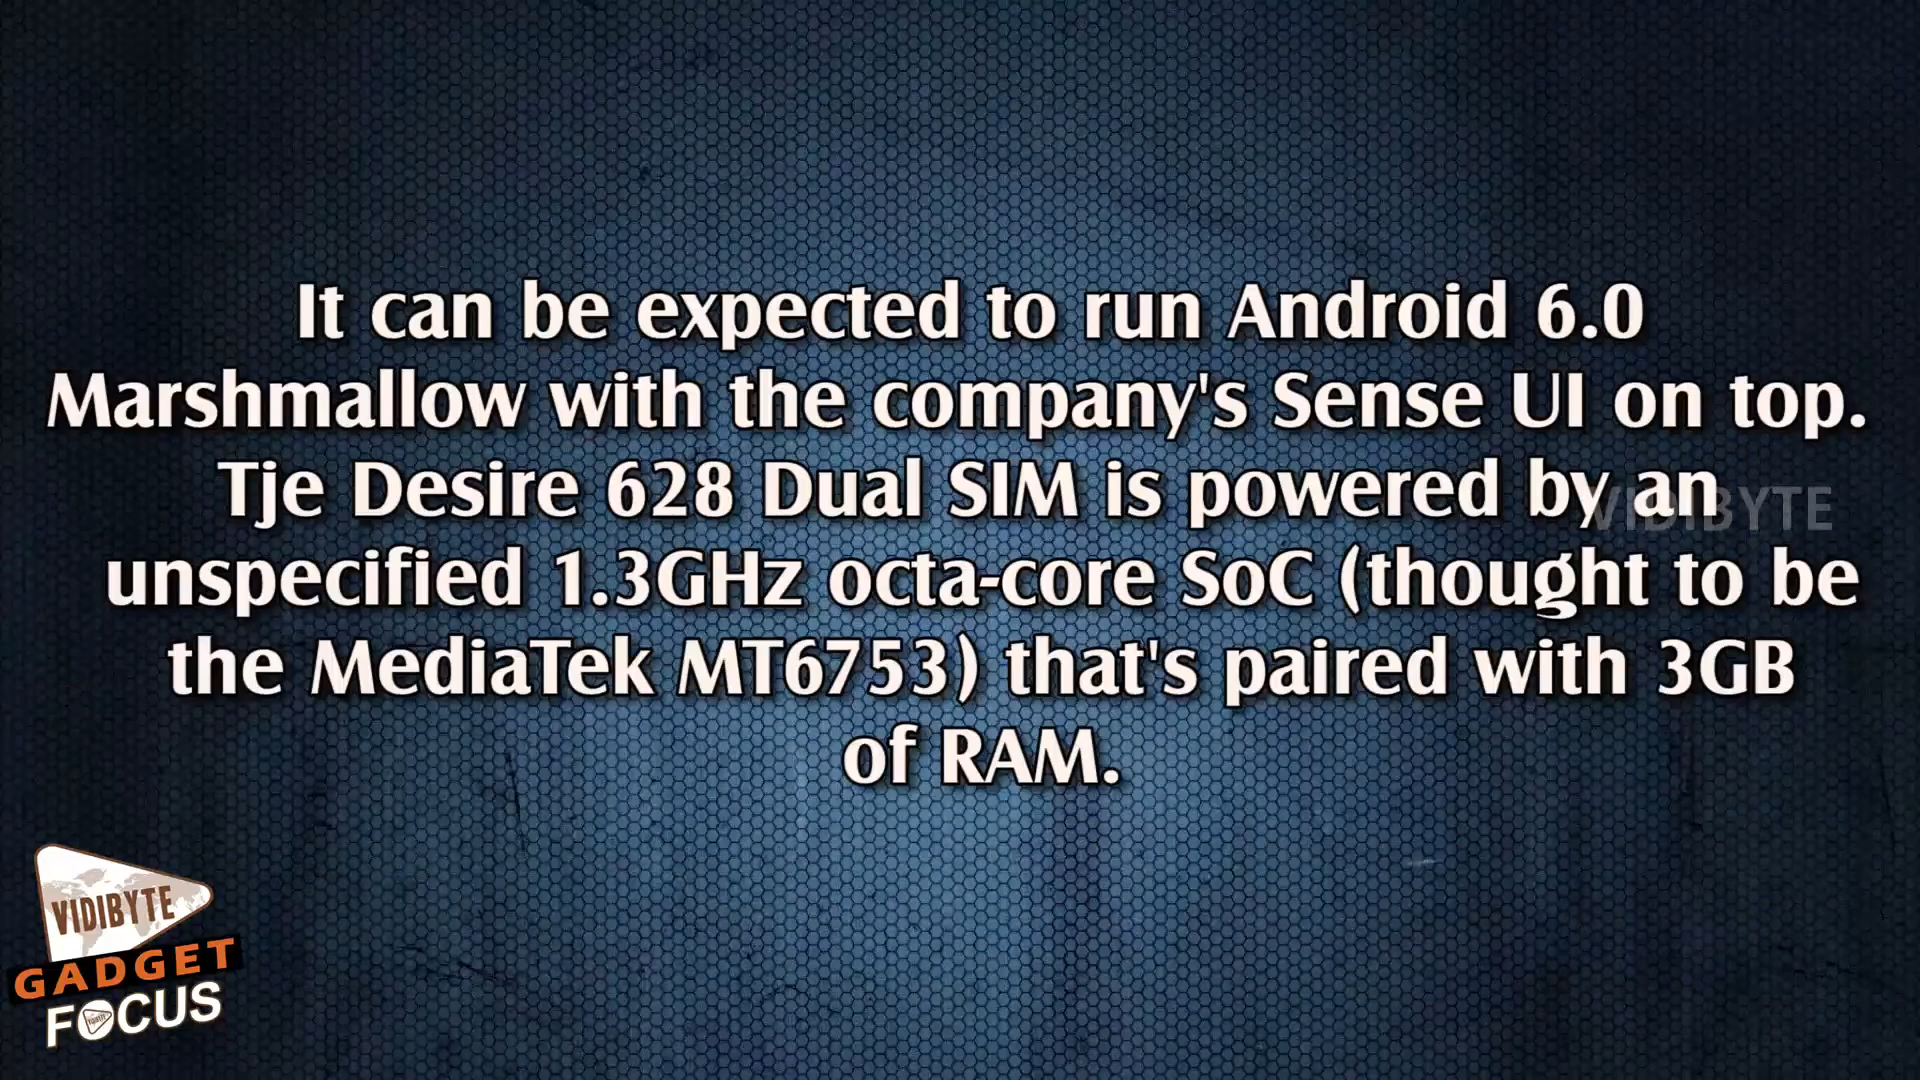 It can be expected to run Android 6.0
Marshmallow with the company's Sense UI on top.
Tje Desire 628 Dual SIM is powered by an
unspecified 1.3GHz octa-core SoC (thought to be
the MediaTek MT6753) that's paired with 3GB
of RAM.
VIDIBYTE
VIDIBYTE
GADGET
FOCUS